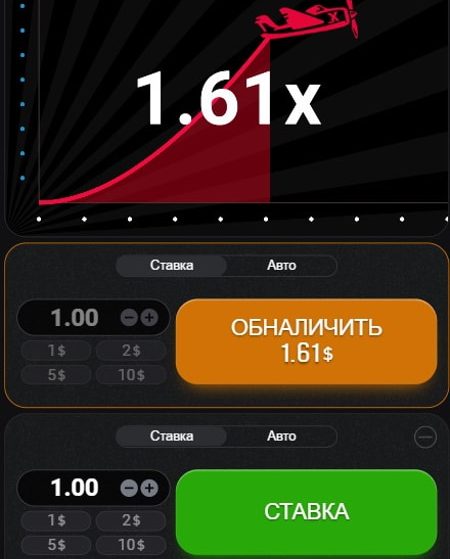 X
1.61x
Ставка Авто
1.00
ОБНАЛИЧИТЬ
1.61$
1$ 2$
5$ 10$
Ставка Авто
1.00
СТАВКА
1$ 2$
5$ 10$